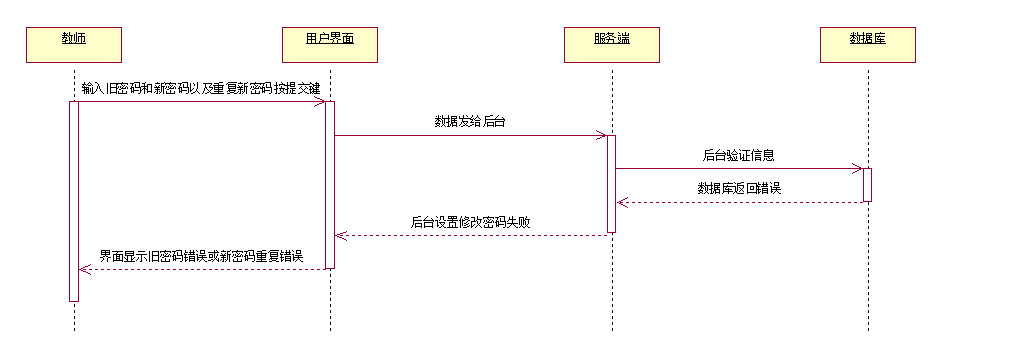 教师
用户界面
服务端
数据库
输入旧密码和新密码以及重复新密码按提交键
数据发给后台
后台验证信息
数据库返回错误
后台设置修改密码失败
界面显示旧密码错误或新密码重复错误